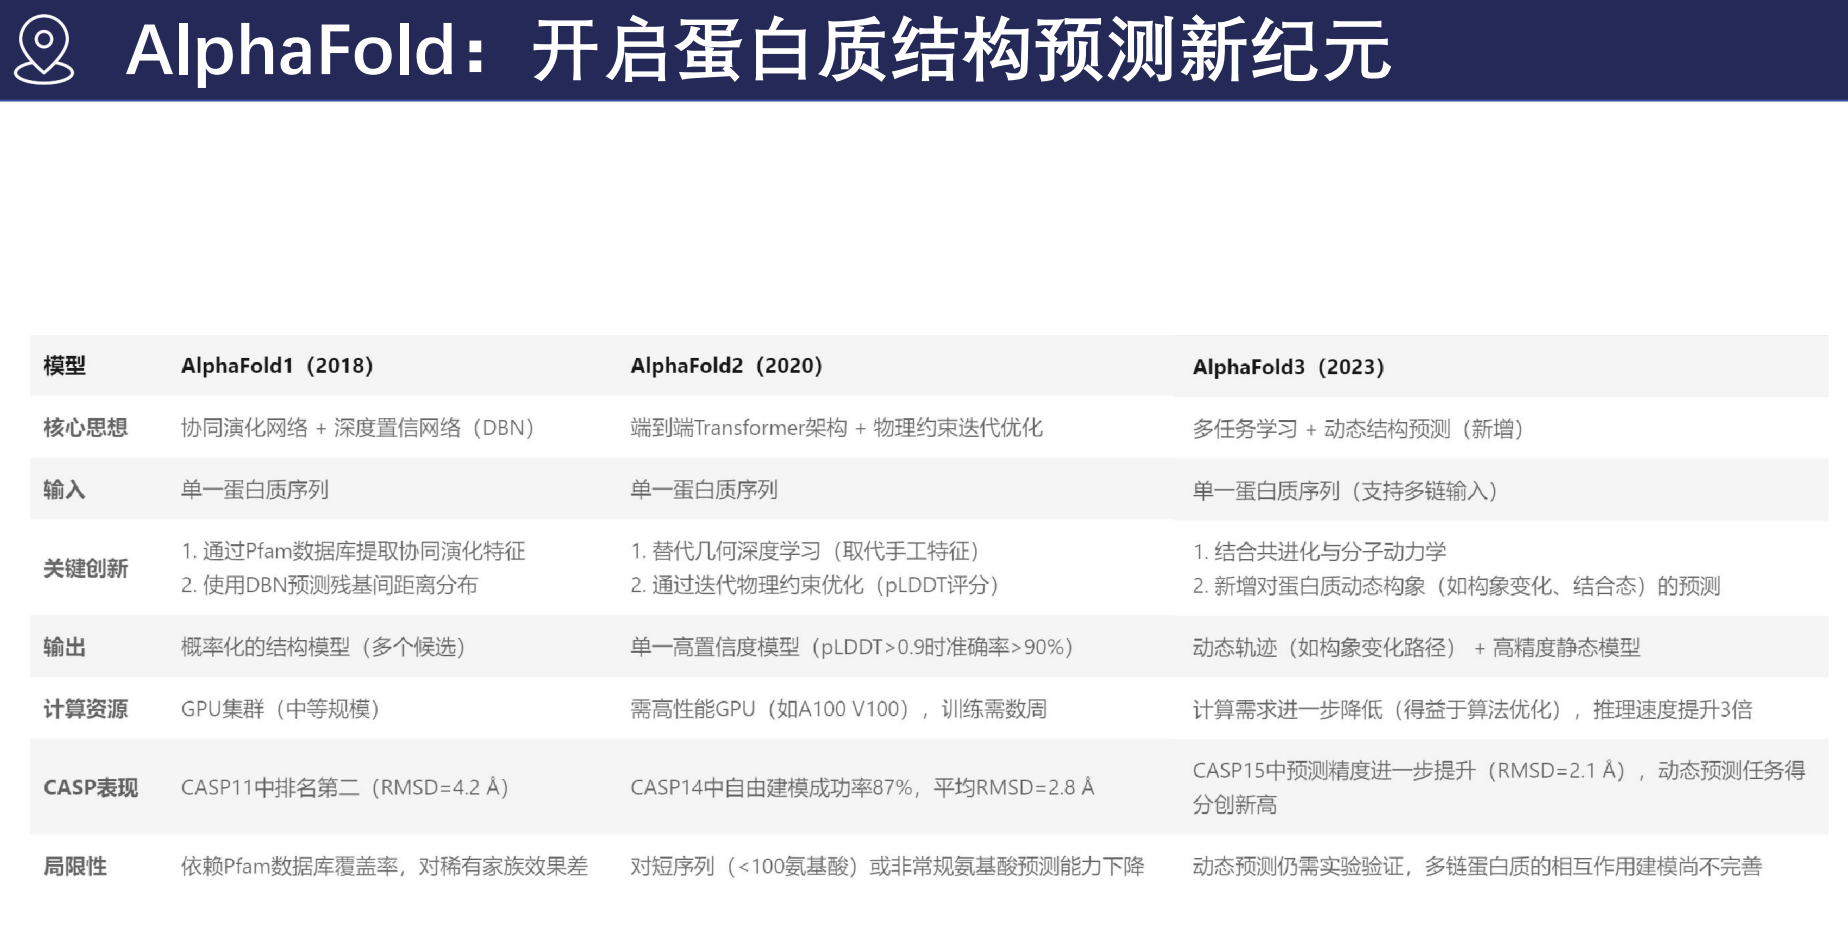 AlphaFold：开启蛋白质结构预测新纪元
模型 AlphaFold1（2018） AlphaFold2（2020） AlphaFold3（2023）
核心思想 协同演化网络 + 深度置信网络（DBN） 端到端Transformer架构 + 物理约束迭代优化 多任务学习 + 动态结构预测（新增）
输入 单一蛋白质序列 单一蛋白质序列 单一蛋白质序列（支持多链输入）
关键创新 1. 通过Pfam数据库提取协同演化特征 1. 替代几何深度学习（取代手工特征） 1. 结合共进化与分子动力学
2. 使用DBN预测残基间距离分布 2. 通过迭代物理约束优化（pLDDT评分） 2. 新增对蛋白质动态构象（如构象变化、结合态）的预测
输出 概率化的结构模型（多个候选） 单一高置信度模型（pLDDT>0.9时准确率>90%） 动态轨迹（如构象变化路径） + 高精度静态模型
计算资源 GPU集群（中等规模） 需高性能GPU（如A100 V100），训练需数周 计算需求进一步降低（得益于算法优化），推理速度提升3倍
CASP表现 CASP11中排名第二（RMSD=4.2 Å） CASP14中自由建模成功率87%，平均RMSD=2.8 Å CASP15中预测精度进一步提升（RMSD=2.1 Å），动态预测任务得
分创新高
局限性 依赖Pfam数据库覆盖率，对稀有家族效果差 对短序列（<100氨基酸）或非常规氨基酸预测能力下降 动态预测仍需实验验证，多链蛋白质的相互作用建模尚不完善